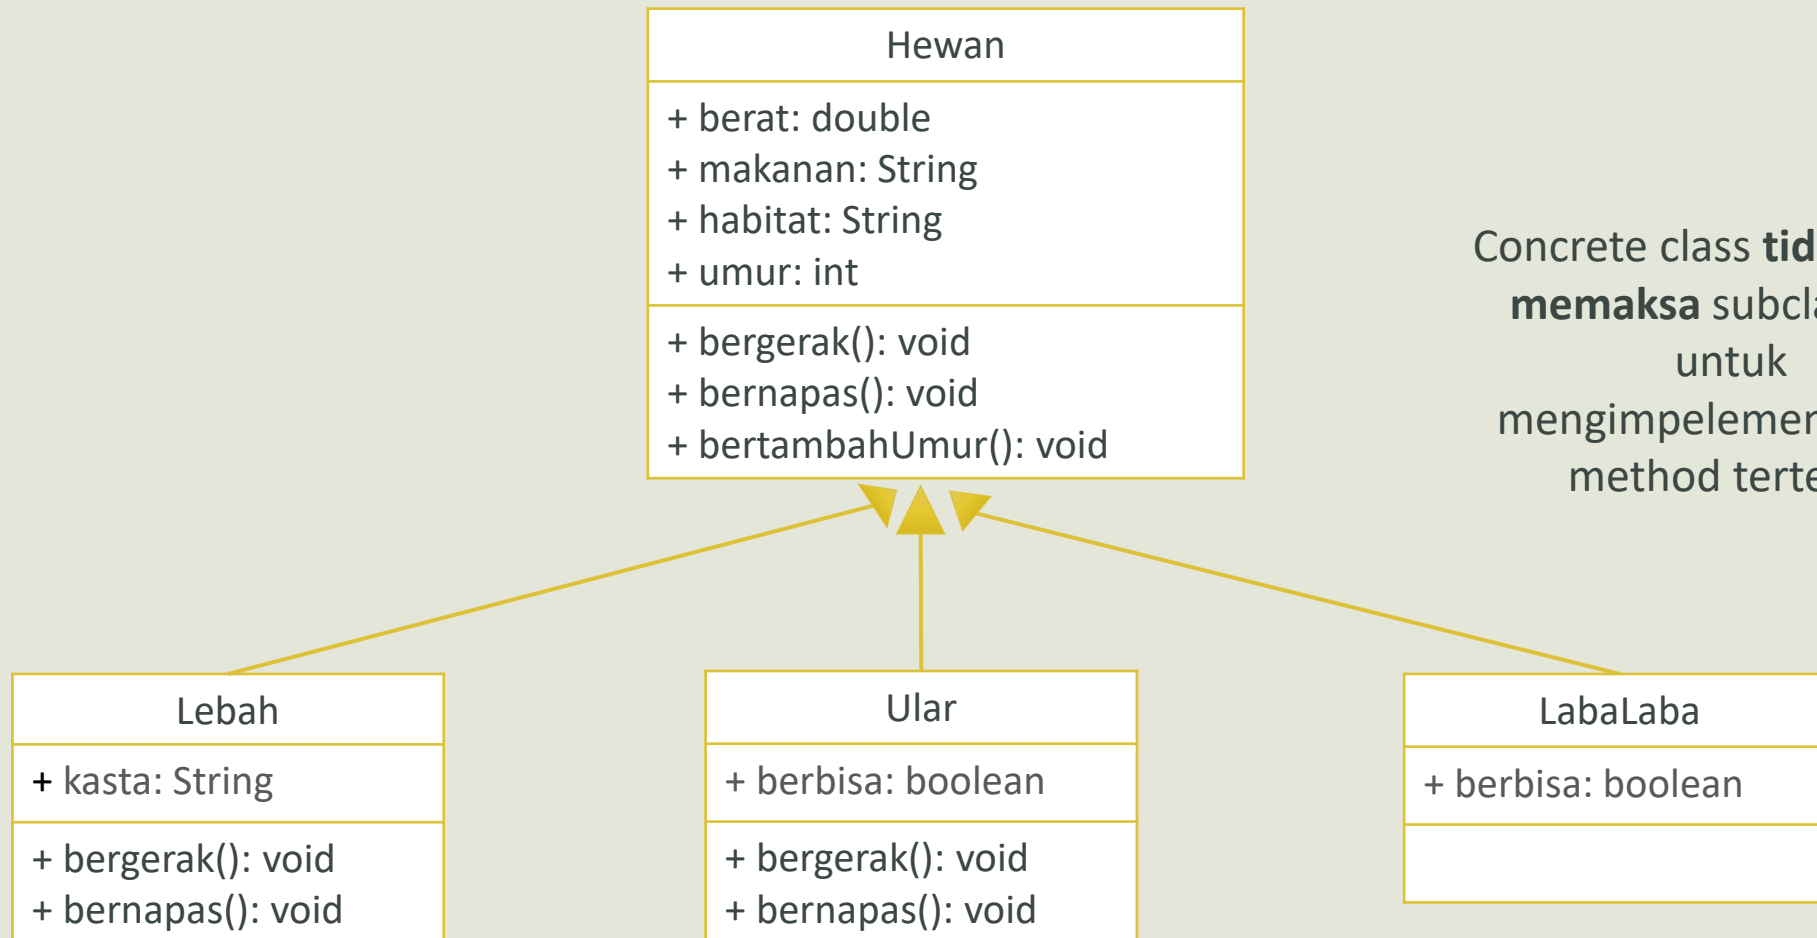 Hewan
+ berat: double
+ makanan: String
+ habitat: String
+ umur: int
+ bergerak(): void
+ bernapas(): void
+ bertambahUmur(): void
Concrete class
memaksa
untuk
method
Lebah
+ kasta: String
+ bergerak(): void
+ bernapas(): void
Ular
+ berbisa: boolean
+ bergerak(): void
+ bernapas(): void
LabaLaba
+ berbisa: boolean